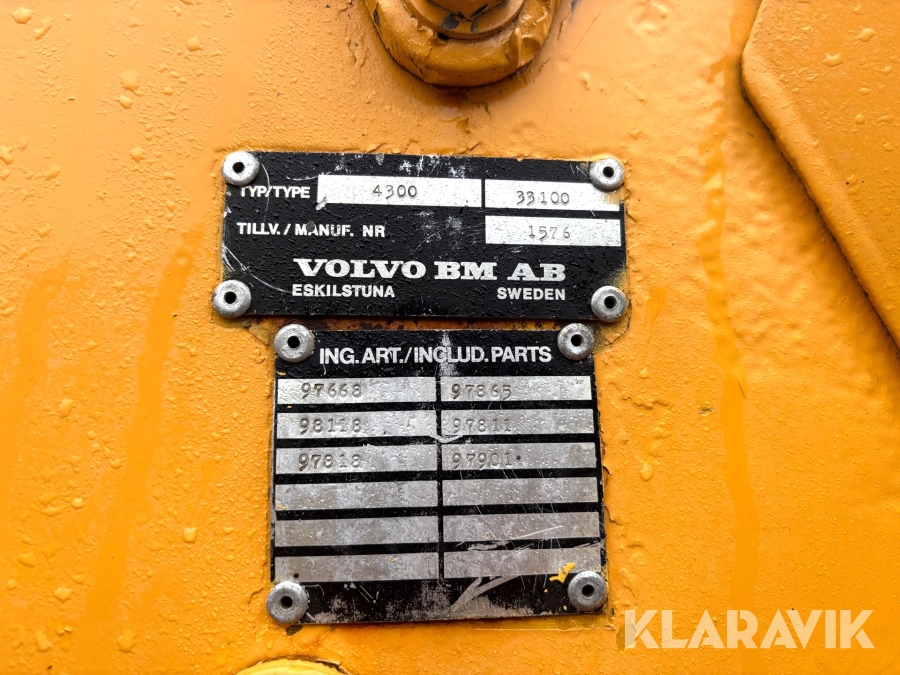 TYP/TYPE 4300 33100
TILLV./MANUF. NR 1576
VOLVO BM AB
ESKILSTUNA SWEDEN
ING.ART./INCLUD.PARTS
97668 97865
98118 97811
97818 97901
KLARAVIK